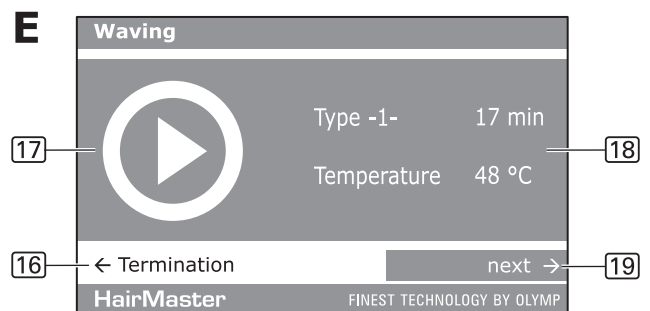 E
Waving
Type -1- 17 min
17
18
Temperature 48 °C
16
← Termination
next →
19
HairMaster FINEST TECHNOLOGY BY OLYMP